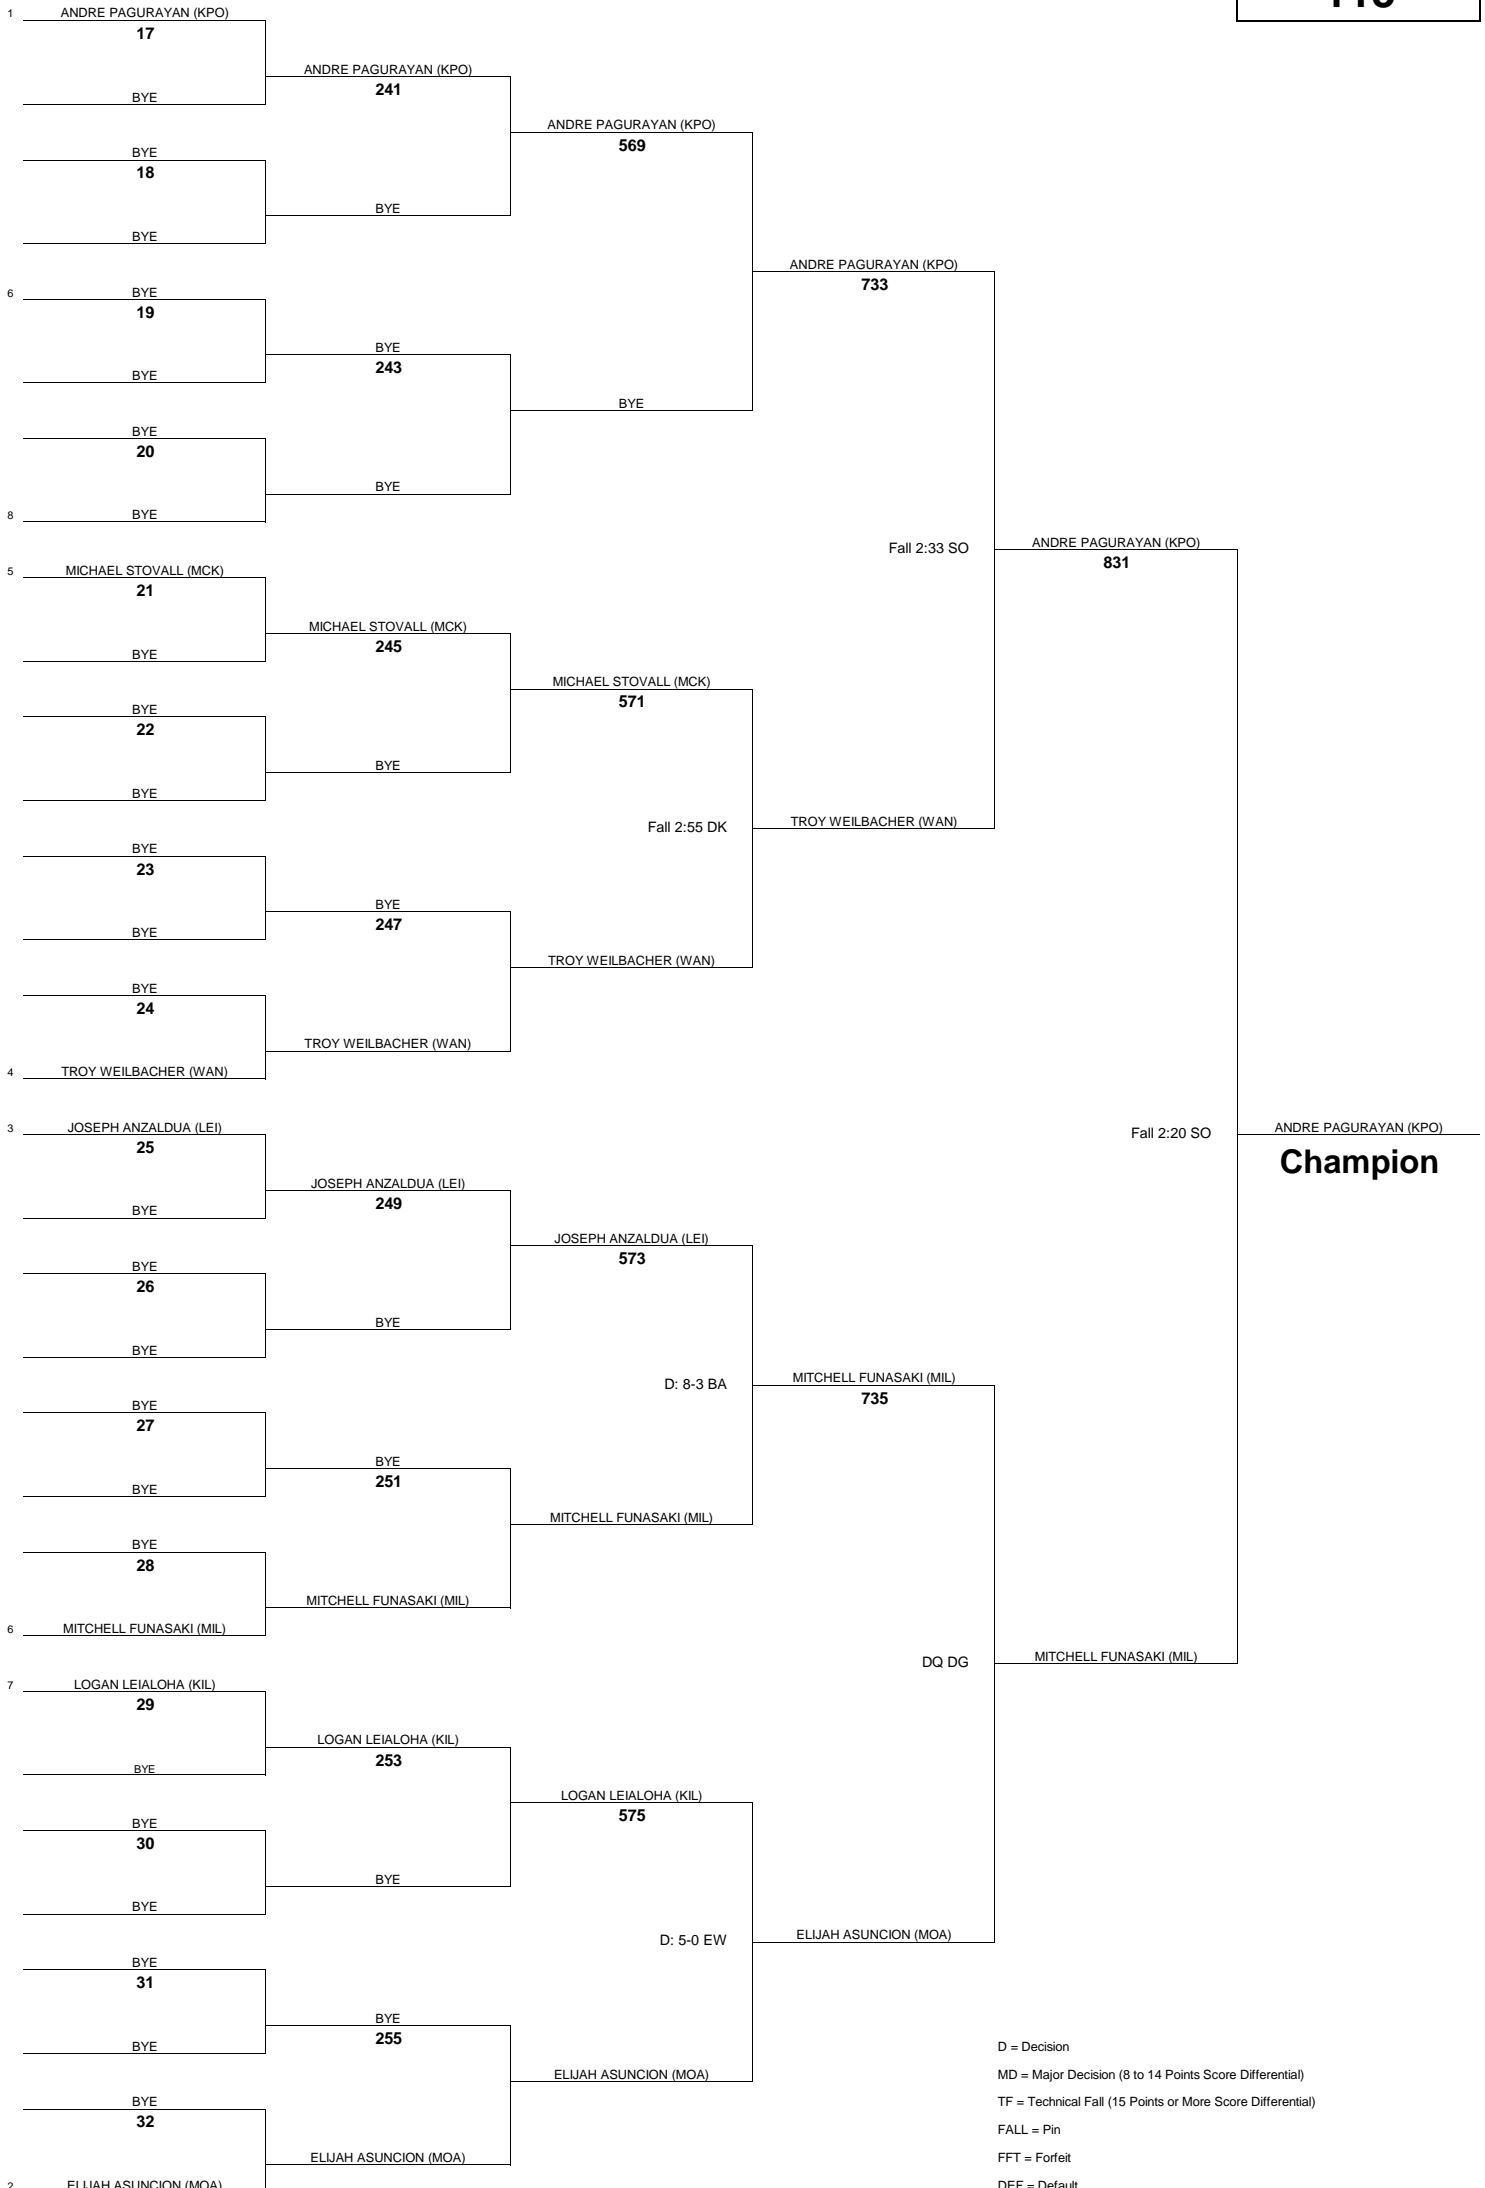 1 ANDRE PAGURAYAN (KPO)
17
ANDRE PAGURAYAN (KPO)
241
BYE
ANDRE PAGURAYAN (KPO)
569
BYE
18
BYE
BYE
ANDRE PAGURAYAN (KPO)
733
6 BYE
19
BYE
243
BYE
BYE
BYE
20
BYE
8 BYE
Fall 2:33 SO
ANDRE PAGURAYAN (KPO)
831
5 MICHAEL STOVALL (MCK)
21
MICHAEL STOVALL (MCK)
245
BYE
MICHAEL STOVALL (MCK)
571
BYE
22
BYE
BYE
Fall 2:55 DK
TROY WEILBACHER (WAN)
BYE
23
BYE
247
BYE
TROY WEILBACHER (WAN)
BYE
24
TROY WEILBACHER (WAN)
4 TROY WEILBACHER (WAN)
3 JOSEPH ANZALDUA (LEI)
25
Fall 2:20 SO
ANDRE PAGURAYAN (KPO)
Champion
JOSEPH ANZALDUA (LEI)
249
BYE
JOSEPH ANZALDUA (LEI)
573
BYE
26
BYE
BYE
D: 8-3 BA
MITCHELL FUNASAKI (MIL)
735
BYE
27
BYE
251
BYE
MITCHELL FUNASAKI (MIL)
BYE
28
MITCHELL FUNASAKI (MIL)
6 MITCHELL FUNASAKI (MIL)
DQ DG
MITCHELL FUNASAKI (MIL)
7 LOGAN LEIALOHA (KIL)
29
LOGAN LEIALOHA (KIL)
253
BYE
LOGAN LEIALOHA (KIL)
575
BYE
30
BYE
BYE
D: 5-0 EW
ELIJAH ASUNCION (MOA)
BYE
31
BYE
255
BYE
ELIJAH ASUNCION (MOA)
BYE
32
ELIJAH ASUNCION (MOA)
2 ELIJAH ASUNCION (MOA)
D = Decision
MD = Major Decision (8 to 14 Points Score Differential)
TF = Technical Fall (15 Points or More Score Differential)
FALL = Pin
FFT = Forfeit
DEF = Default